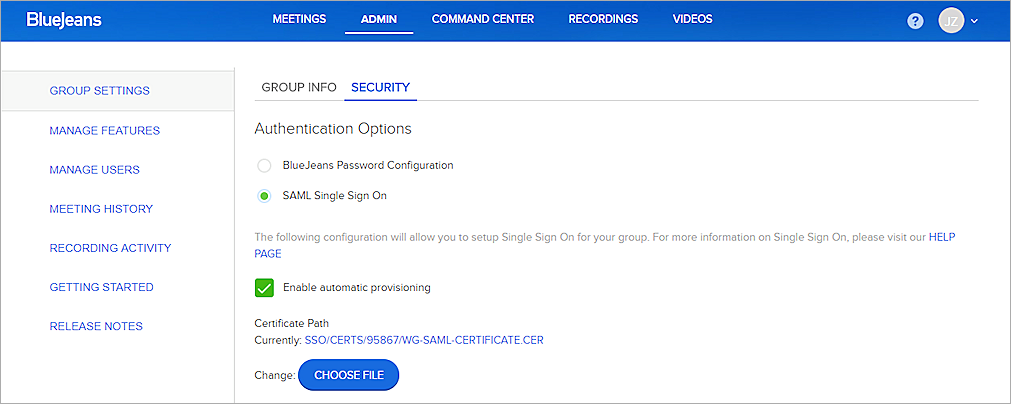 BlueJeans
MEETINGS ADMIN COMMAND CENTER RECORDINGS VIDEOS ? JZ
GROUP SETTINGS
MANAGE FEATURES
MANAGE USERS
MEETING HISTORY
RECORDING ACTIVITY
GETTING STARTED
RELEASE NOTES
GROUP INFO SECURITY
Authentication Options
BlueJeans Password Configuration
SAML Single Sign On
The following configuration will allow you to setup Single Sign On for your group. For more information on Single Sign On, please visit our HELP
PAGE
Enable automatic provisioning
Certificate Path
Currently: SSO/CERTS/95867/WG-SAML-CERTIFICATE.CER
Change: CHOOSE FILE